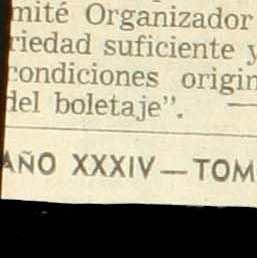 mité Organizador
riedad suficiente y
condiciones origin
del boletaje”. —
AÑO XXXIV — TOM